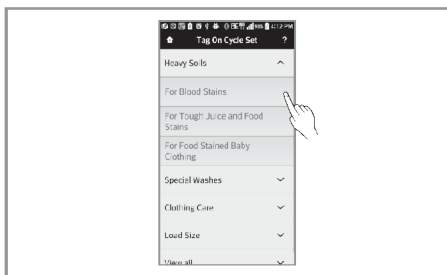 Tag On Cycle Set ?
Heavy Soils
For Blood Stains
For Tough Juice and Food
Stains
For Food Stained Baby
Clothing
Special Washes
Clothing Care
Load Size
View all